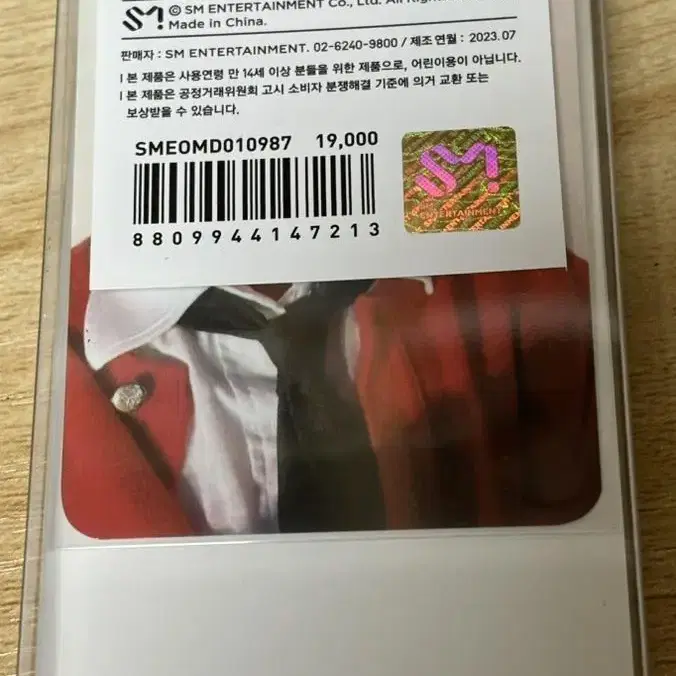 © SM ENTERTAINMENT Co., Ltd. All
Made in China.
판매자 : SM ENTERTAINMENT. 02-6240-9800 / 제조 연월 : 2023.07
| 본 제품은 사용연령 만 14세 이상 분들을 위한 제품으로, 어린이용이 아닙니다.
| 본 제품은 공정거래위원회 고시 소비자 분쟁해결 기준에 의거 교환 또는
보상받을 수 있습니다.
SMEOMD010987 19,000
8809944147213
SM
ENTERTAINMENT